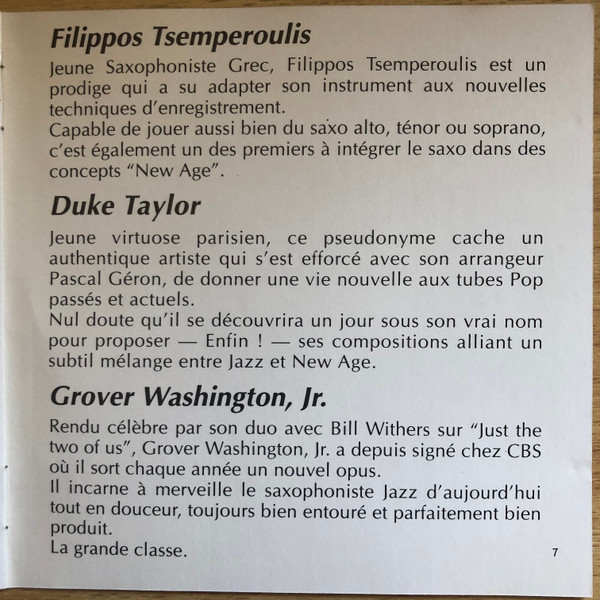 Filippos Tsemperoulis
Jeune Saxophoniste Grec, Filippos Tsemperoulis est un
prodige qui a su adapter son instrument aux nouvelles
techniques d’enregistrement.
Capable de jouer aussi bien du saxo alto, ténor ou soprano,
c’est également un des premiers à intégrer le saxo dans des
concepts “New Age”.
Duke Taylor
Jeune virtuose parisien, ce pseudonyme cache un
authentique artiste qui s’est efforcé avec son arrangeur
Pascal Géron, de donner une vie nouvelle aux tubes Pop
passés et actuels.
Nul doute qu’il se découvrira un jour sous son vrai nom
pour proposer — Enfin ! — ses compositions alliant un
subtil mélange entre Jazz et New Age.
Grover Washington, Jr.
Rendu célèbre par son duo avec Bill Withers sur “Just the
two of us”, Grover Washington, Jr. a depuis signé chez CBS
où il sort chaque année un nouvel opus.
Il incarne à merveille le saxophoniste Jazz d’aujourd’hui
tout en douceur, toujours bien entouré et parfaitement bien
produit.
La grande classe.
7